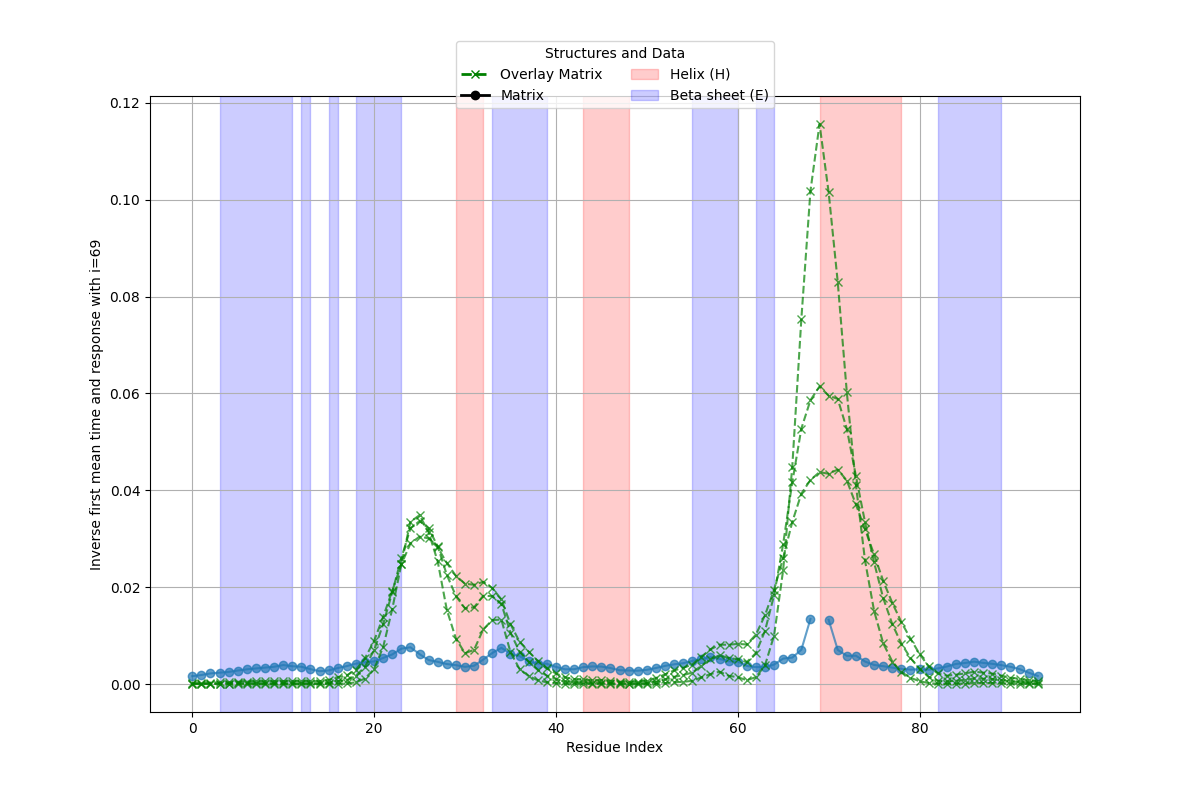 Structures and Data
Overlay Matrix
Matrix
Helix (H)
Beta sheet (E)
Inverse first mean time and response with i=69
0.12
0.10
0.08
0.06
0.04
0.02
0.00
0 20 40 60 80
Residue Index